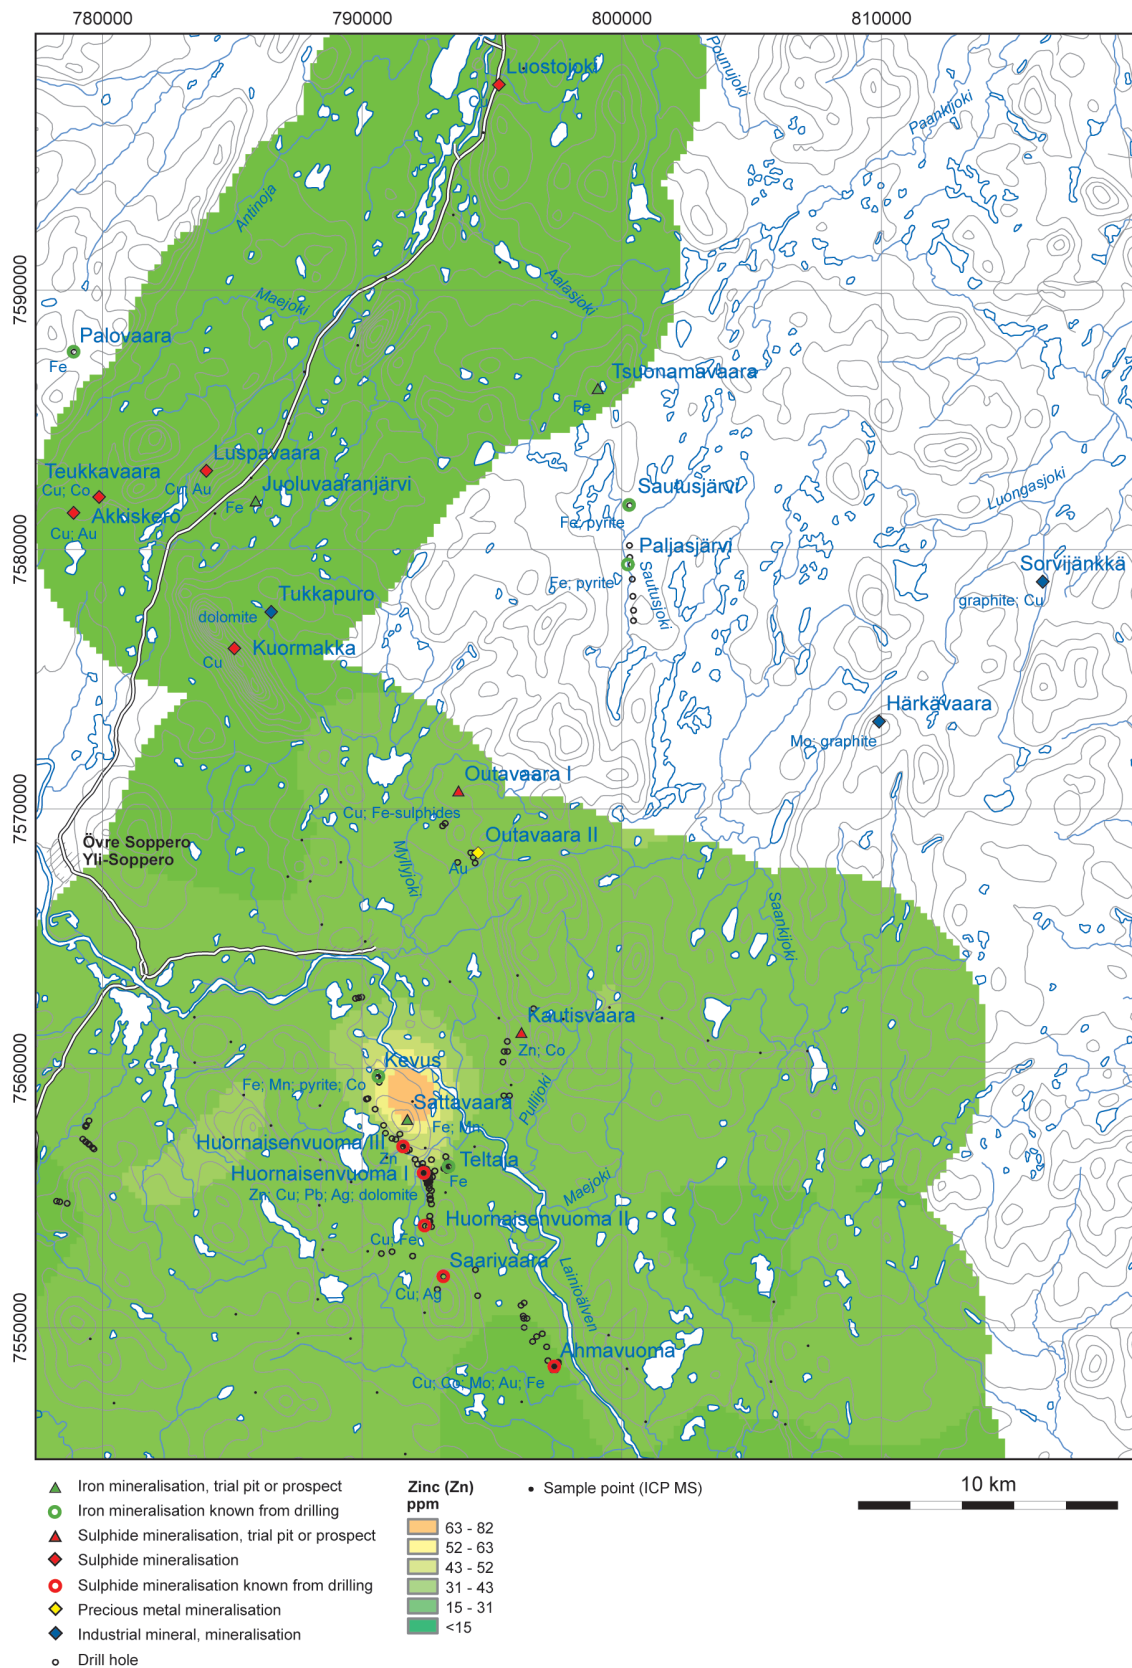 780000
790000
800000
810000
7590000
7580000
7570000
7560000
7550000
Luostojoki
Cu
Pounujoki
Paankijoki
Antinoja
Maejoki
Aalasjoki
Palovaara
Fe
Tsuonamavaara
Fe
Luspavaara
Cu; Au
Teukkavaara
Cu; Co
Akkiskero
Cu; Au
Juoluvaaranjärvi
Fe
Sautusjärvi
Fe; pyrite
Luongasjoki
Paljasjärvi
Fe; pyrite
Sautusjoki
Sorvijänkkä
graphite; Cu
Tukkapuro
dolomite
Kuormakka
Cu
Härkävaara
Mo; graphite
Outavaara I
Cu; Fe-sulphides
Outavaara II
Au
Övre Soppero
Yli-Soppero
Myllyjoki
Saankijoki
Kautisvaara
Zn; Co
Kevus
Fe; Mn; pyrite; Co
Sattavaara
Fe; Mn;
Pullijoki
Huornaisenvuoma III
Zn
Teltaja
Fe
Huornaisenvuoma I
Zn; Cu; Pb; Ag; dolomite
Maejoki
Huornaisenvuoma II
Cu; Fe
Saarivaara
Cu; Ag
Lainioälven
Ahmavuoma
Cu; Co; Mo; Au; Fe
Iron mineralisation, trial pit or prospect
Iron mineralisation known from drilling
Sulphide mineralisation, trial pit or prospect
Sulphide mineralisation
Sulphide mineralisation known from drilling
Precious metal mineralisation
Industrial mineral, mineralisation
Drill hole
Zinc (Zn)
ppm
63 - 82
52 - 63
43 - 52
31 - 43
15 - 31
<15
Sample point (ICP MS)
10 km